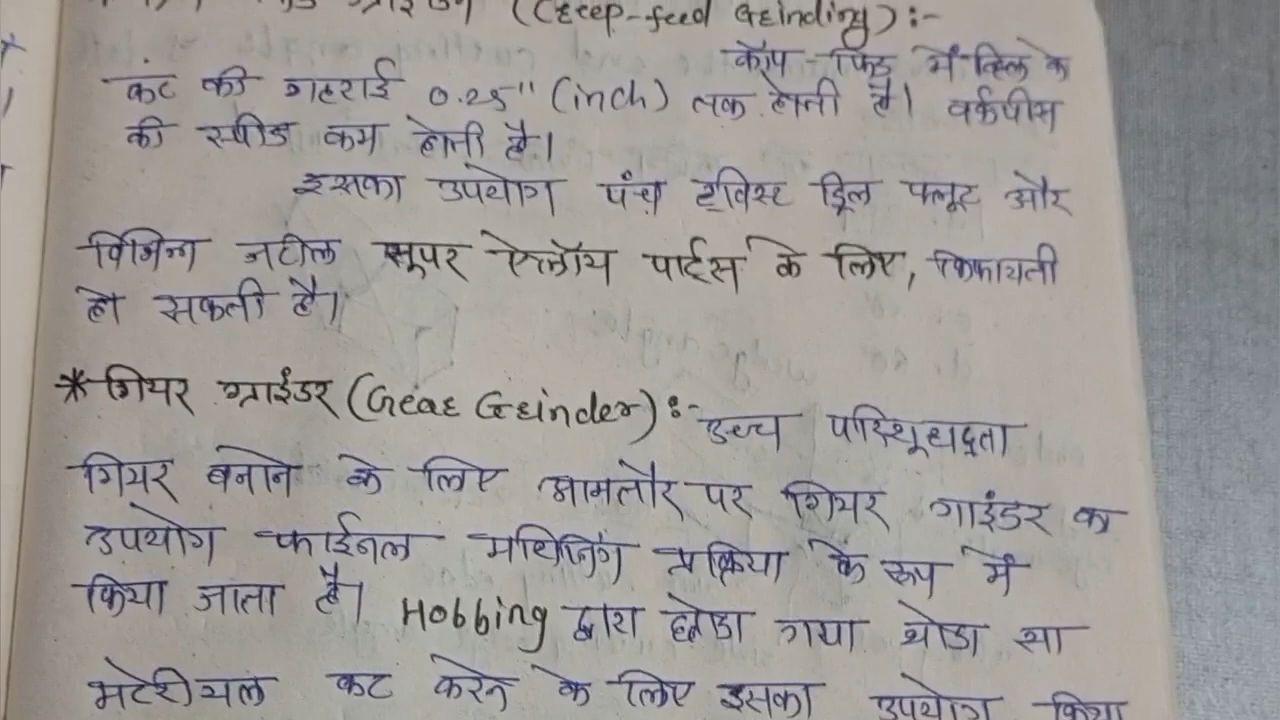 ग्राइंडिंग (Creep-feed Grinding) :-
क्रॉप - फिड में व्हिल के
कट की गहराई 0.25" (inch) तक होती है। वर्कपीस
की स्पीड कम होती है।
इसका उपयोग पंच ट्विस्ट ड्रिल फ्लूट और
विभिन्न जटील सूपर ऐलॉय पार्ट्स के लिए, किफायती
हो सकती है।
* गियर ग्राईंडर (Gear Grinder) :- उच्च परिशूद्धता
गियर बनाने के लिए आमतौर पर गियर गाइंडर का
उपयोग फाईनल मशिनिंग प्रक्रिया के रूप में
किया जाता है। Hobbing द्वारा छोडा गया थोडा सा
मटेरीयल कट करने के लिए इसका उपयोग किया